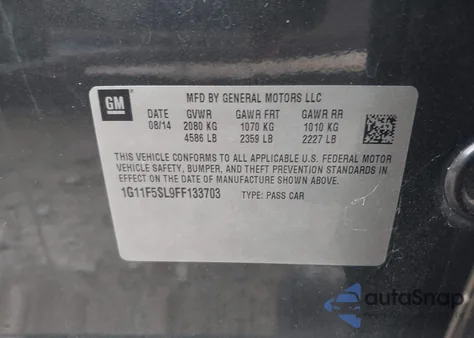 GM
MFD BY GENERAL MOTORS LLC
DATE GVWR GAWR FRT GAWR RR
08/14 2080 KG 1070 KG 1010 KG
4586 LB 2359 LB 2227 LB
THIS VEHICLE CONFORMS TO ALL APPLICABLE U.S. FEDERAL MOTOR
VEHICLE SAFETY, BUMPER, AND THEFT PREVENTION STANDARDS
IN EFFECT ON THE DATE OF MANUFACTURE SHOWN ABOVE.
1G11F5SL9FF133703 TYPE: PASS CAR
autoSnap